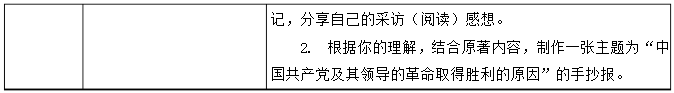 记，分享自己的采访（阅读）感想。
2. 根据你的理解，结合原著内容，制作一张主题为“中
国共产党及其领导的革命取得胜利的原因”的手抄报。